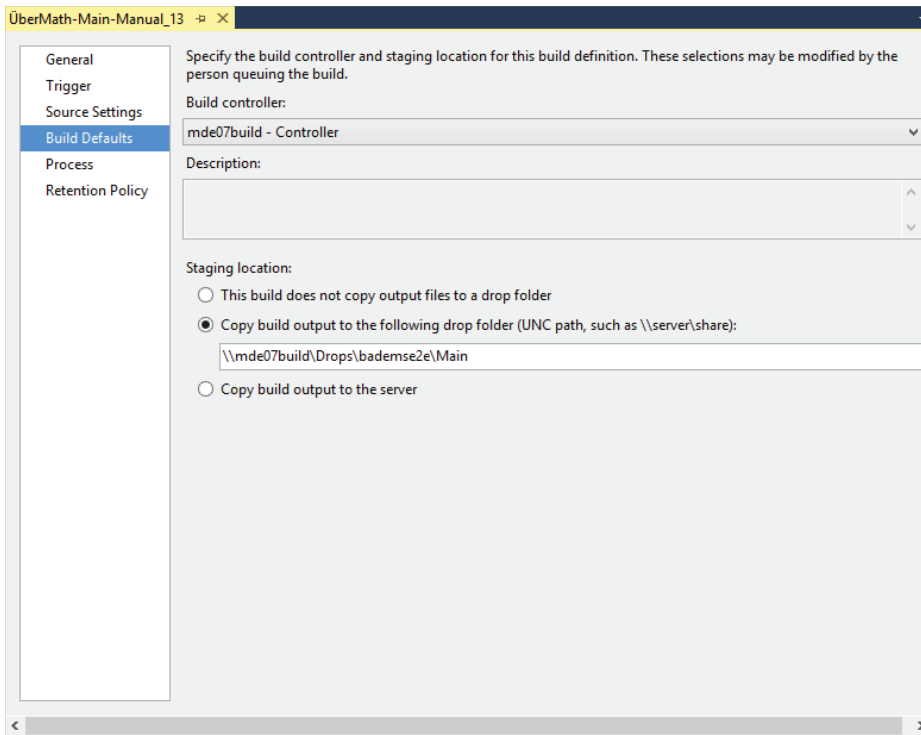 ÜberMath-Main-Manual_13
General
Trigger
Source Settings
Build Defaults
Process
Retention Policy
Specify the build controller and staging location for this build definition. These selections may be modified by the
person queuing the build.
Build controller:
mde07build - Controller
Description:
Staging location:
This build does not copy output files to a drop folder
Copy build output to the following drop folder (UNC path, such as \\server\share):
\\mde07build\Drops\bademse2e\Main
Copy build output to the server